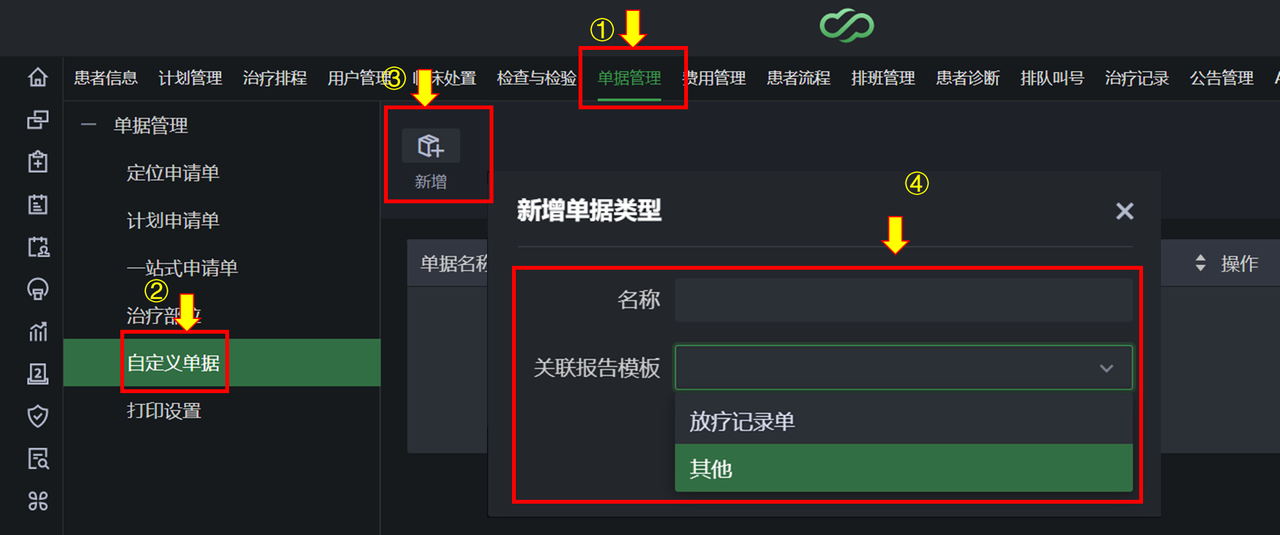 ①
患者信息 计划管理 治疗排程 用户管理 ③ 临床处置 检查与检验 单据管理 费用管理 患者流程 排班管理 患者诊断 排队叫号 治疗记录 公告管理
单据管理
新增
定位申请单
④
新增单据类型
计划申请单
单据名称
操作
一站式申请单
②
名称
治疗部位
自定义单据
关联报告模板
打印设置
放疗记录单
其他
2